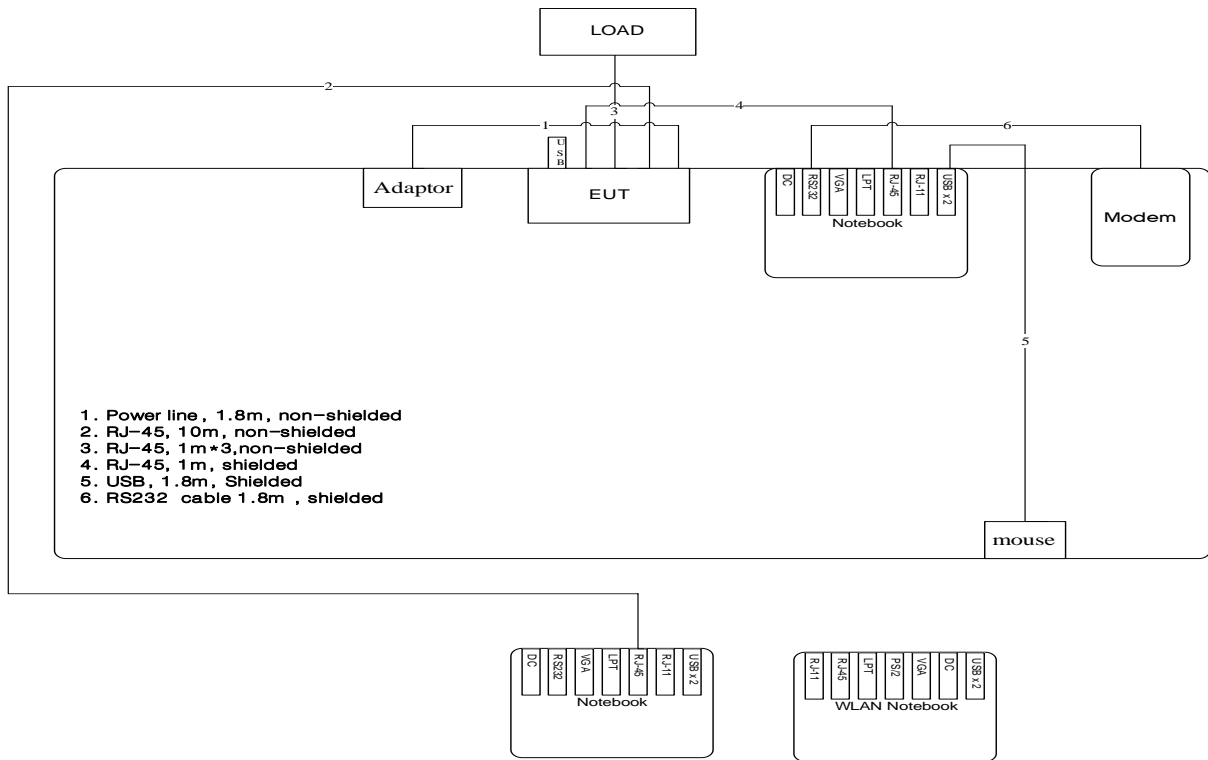 LOAD
2
3
4
1
6
USB
Adaptor
EUT
DC
RS232
VGA
LPT
RJ-45
RJ-11
USB x 2
Notebook
Modem
5
1. Power line, 1.8m, non-shielded
2. RJ-45, 10m, non-shielded
3. RJ-45, 1m*3,non-shielded
4. RJ-45, 1m, shielded
5. USB, 1.8m, Shielded
6. RS232 cable 1.8m , shielded
mouse
DC
RS232
VGA
LPT
RJ-45
RJ-11
USB x 2
Notebook
RJ-11
RJ-45
LPT
PS/2
VGA
DC
USB x 2
WLAN Notebook